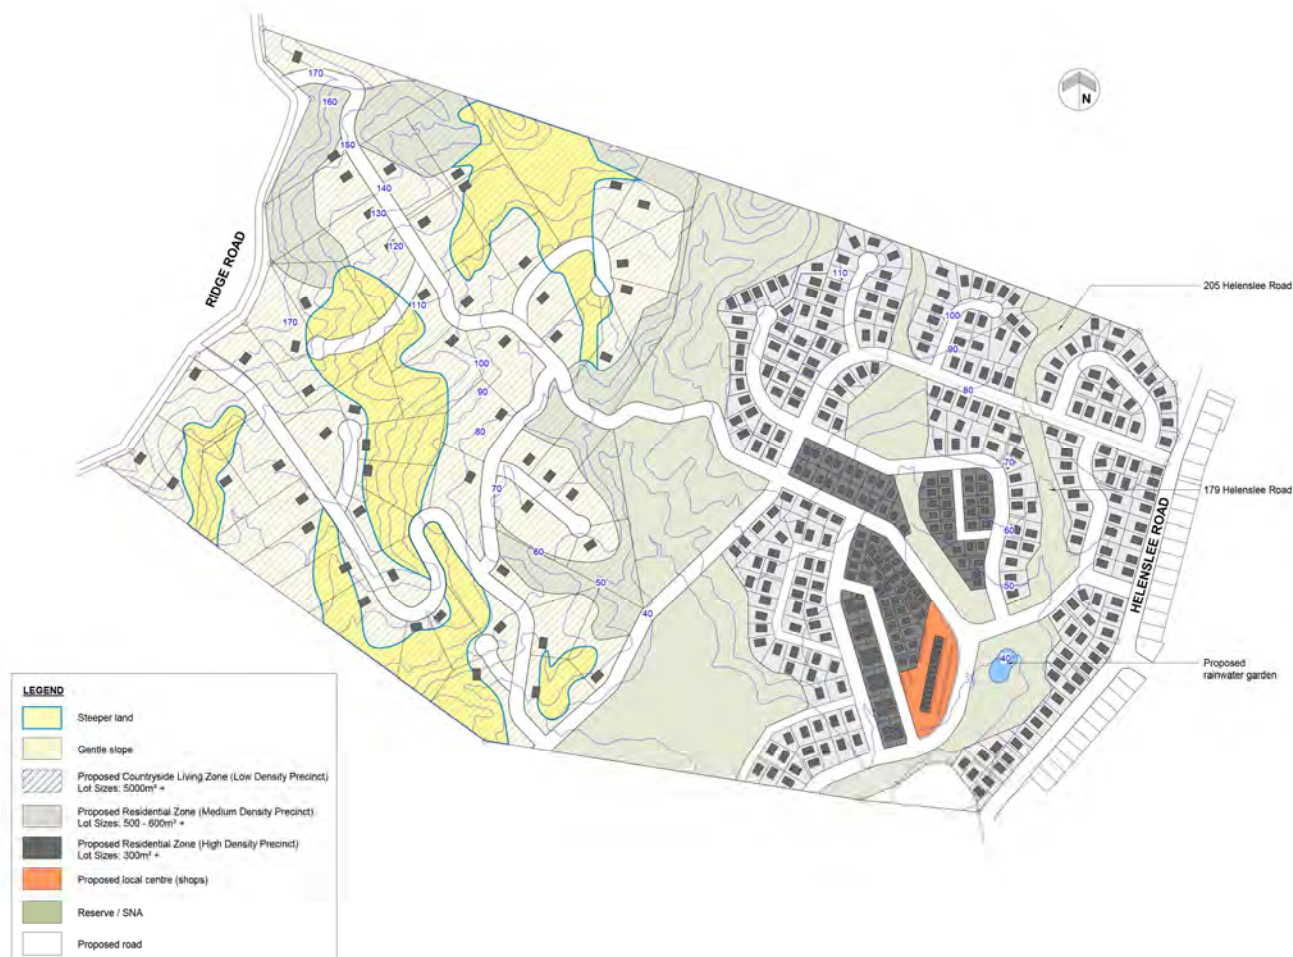 N
170
160
150
140
130
120
110
170
100
90
80
70
60
50
40
110
100
90
80
70
60
50
40
RIDGE ROAD
HELENSLEE ROAD
205 Helenslee Road
179 Helenslee Road
Proposed
rainwater garden
LEGEND
Steeper land
Gentle slope
Proposed Countryside Living Zone (Low Density Precinct)
Lot Sizes: 5000m² +
Proposed Residential Zone (Medium Density Precinct)
Lot Sizes: 500 - 600m² +
Proposed Residential Zone (High Density Precinct)
Lot Sizes: 300m² +
Proposed local centre (shops)
Reserve / SNA
Proposed road